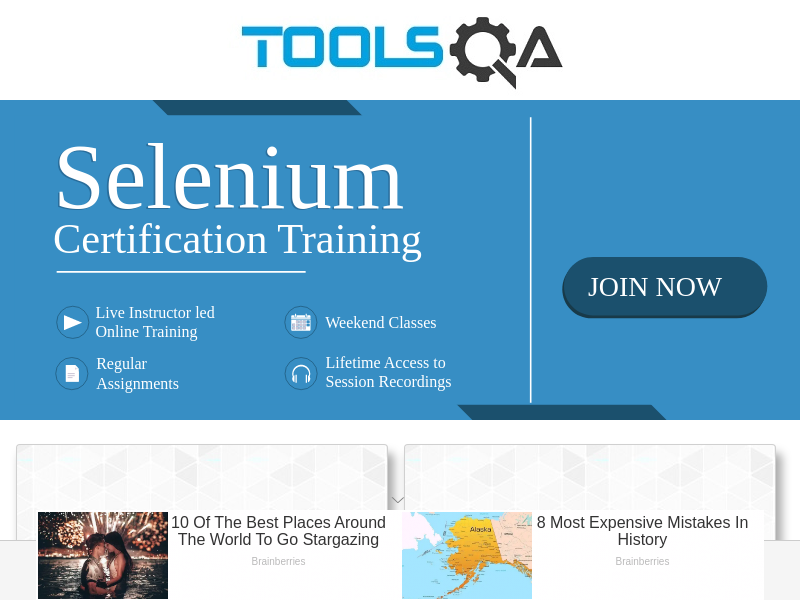 TOOLSQA
Selenium
Certification Training
JOIN NOW
Live Instructor led
Online Training
Weekend Classes
Regular
Assignments
Lifetime Access to
Session Recordings
10 Of The Best Places Around
The World To Go Stargazing
Brainberries
Alaska
8 Most Expensive Mistakes In
History
Brainberries